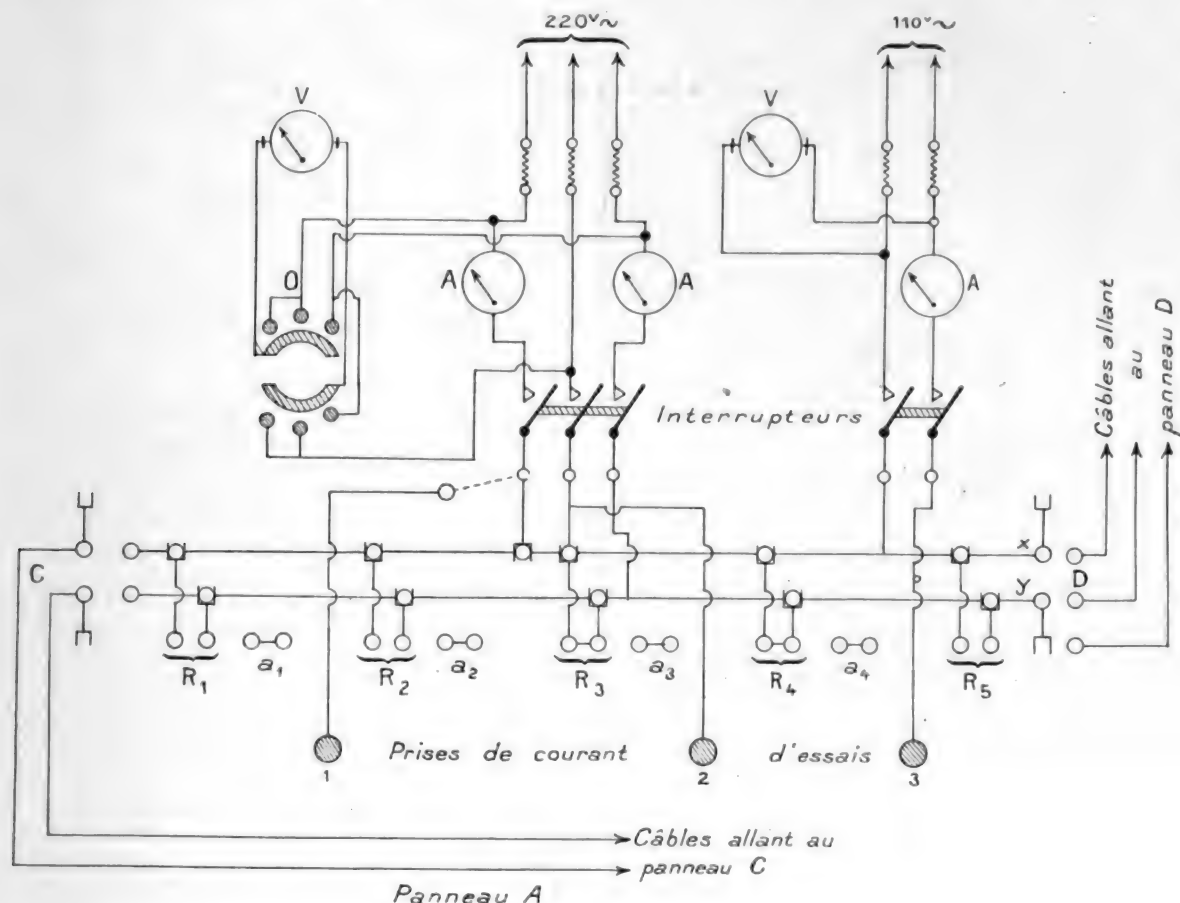 220ᵛ~
110ᵛ~
V
V
A
A
A
O
Interrupteurs
Câbles allant
au
panneau D
C
x
y
D
R₁
a₁
R₂
a₂
R₃
a₃
R₄
a₄
R₅
Prises de courant
d'essais
1
2
3
Câbles allant au
panneau C
Panneau A